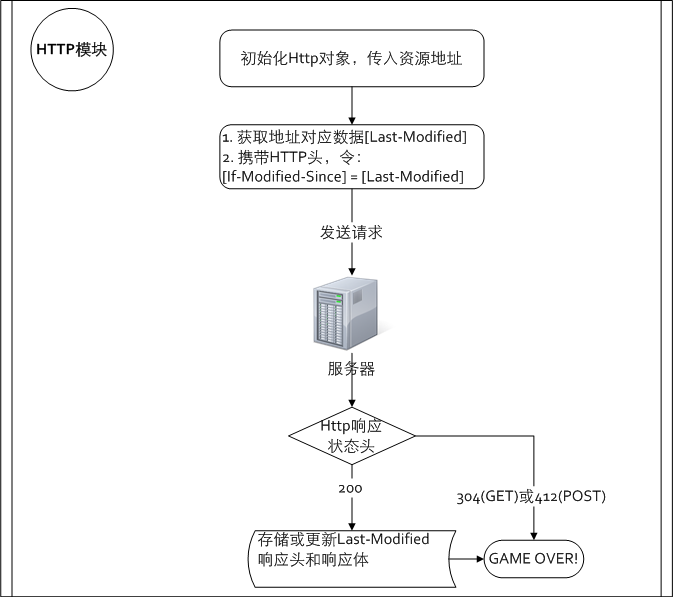 HTTP模块
初始化Http对象，传入资源地址
1. 获取地址对应数据[Last-Modified]
2. 携带HTTP头，令：
[If-Modified-Since] = [Last-Modified]
发送请求
服务器
Http响应
状态头
200
304(GET)或412(POST)
存储或更新Last-Modified
响应头和响应体
GAME OVER!